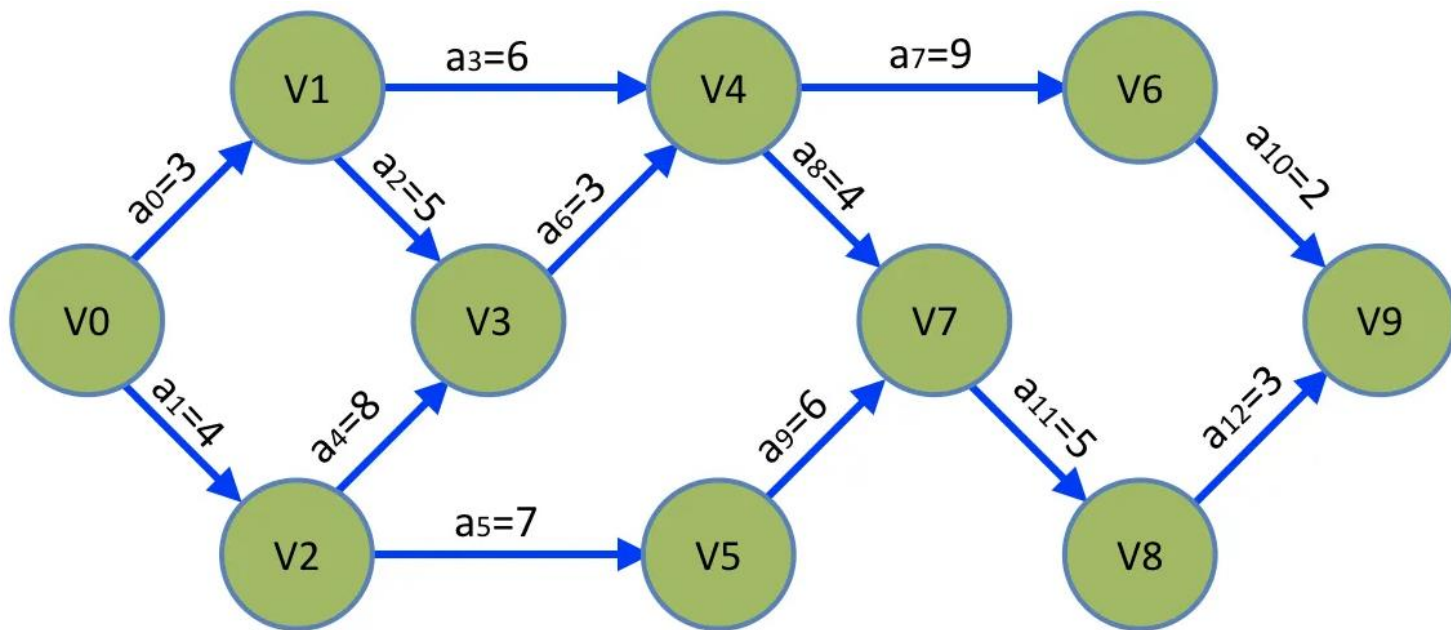 V0
V1
V2
V3
V4
V5
V6
V7
V8
V9
a0=3
a1=4
a2=5
a3=6
a4=8
a5=7
a6=3
a7=9
a8=4
a9=6
a10=2
a11=5
a12=3